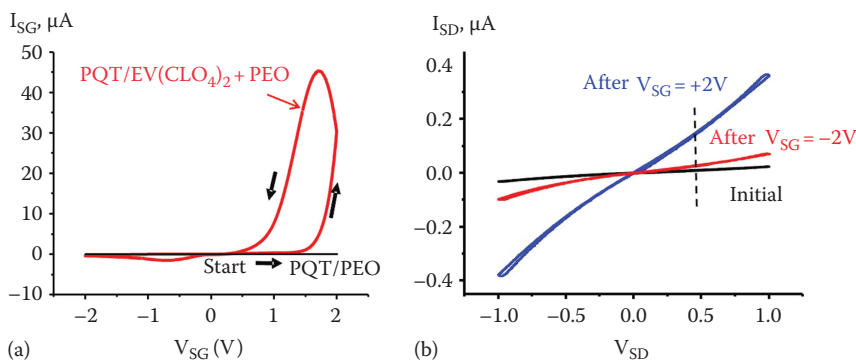 I_SG, μA
50
40
30
20
10
0
−10
PQT/EV(CLO₄)₂ + PEO
Start
PQT/PEO
−2
−1
0
1
2
V_SG (V)
(a)
I_SD, μA
0.4
0.2
0.0
−0.2
−0.4
After V_SG = +2V
After V_SG = −2V
Initial
−1.0
−0.5
0.0
0.5
1.0
V_SD
(b)